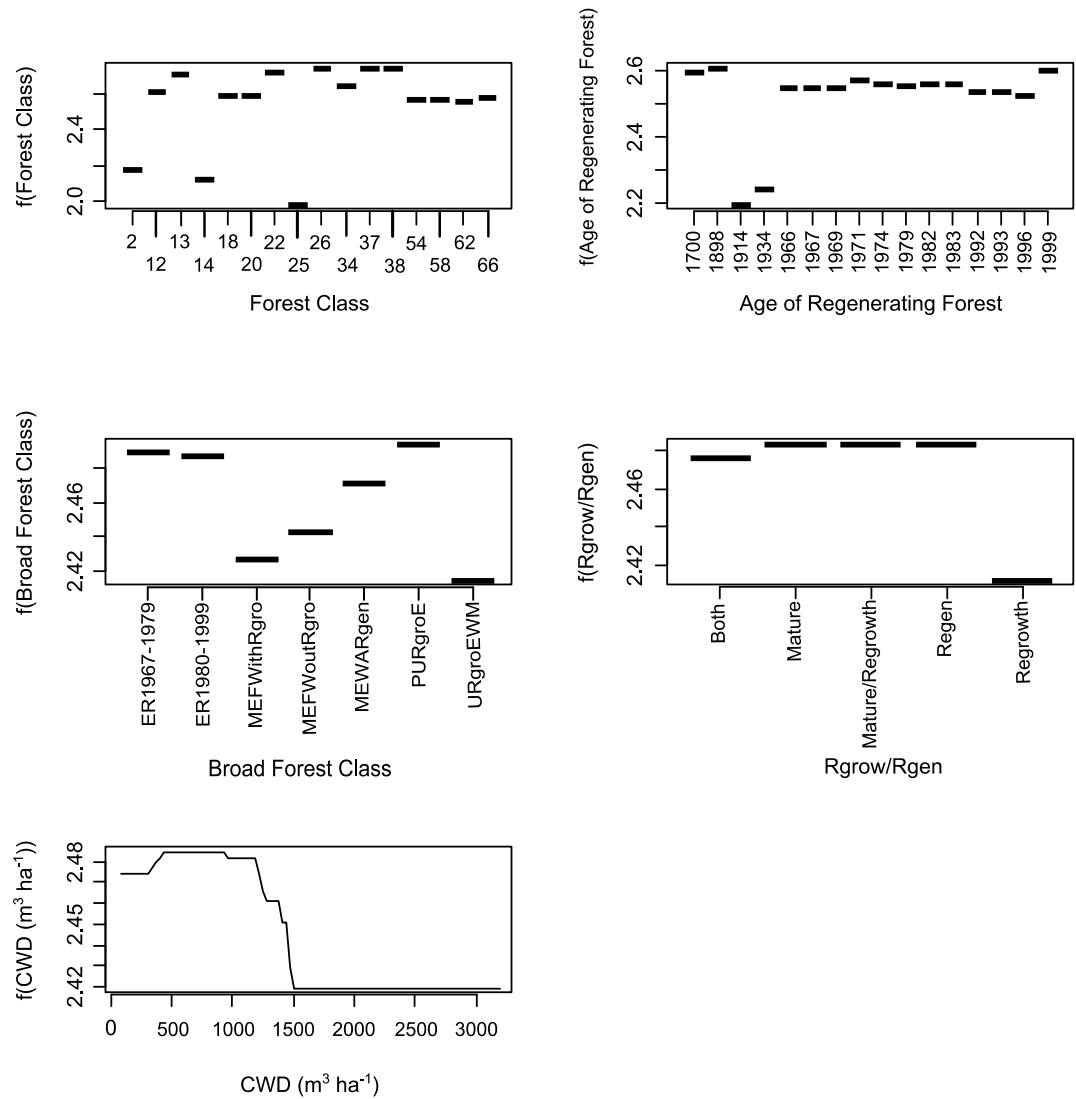 f(Forest Class)
2.4
2.0
2 13 18 22 26 37 54 62
12 14 20 25 34 38 58 66
Forest Class
f(Age of Regenerating Forest)
2.6
2.4
2.2
1700
1898
1914
1934
1966
1967
1969
1971
1974
1979
1982
1983
1992
1993
1996
1999
Age of Regenerating Forest
f(Broad Forest Class)
2.46
2.42
ER1967-1979
ER1980-1999
MEFWithRgro
MEFWoutRgro
MEWARgen
PURgroE
URgroEWM
Broad Forest Class
f(Rgrow/Rgen)
2.46
2.42
Both
Mature
Mature/Regrowth
Regen
Regrowth
Rgrow/Rgen
f(CWD (m³ ha⁻¹))
2.48
2.45
2.42
0 500 1000 1500 2000 2500 3000
CWD (m³ ha⁻¹)